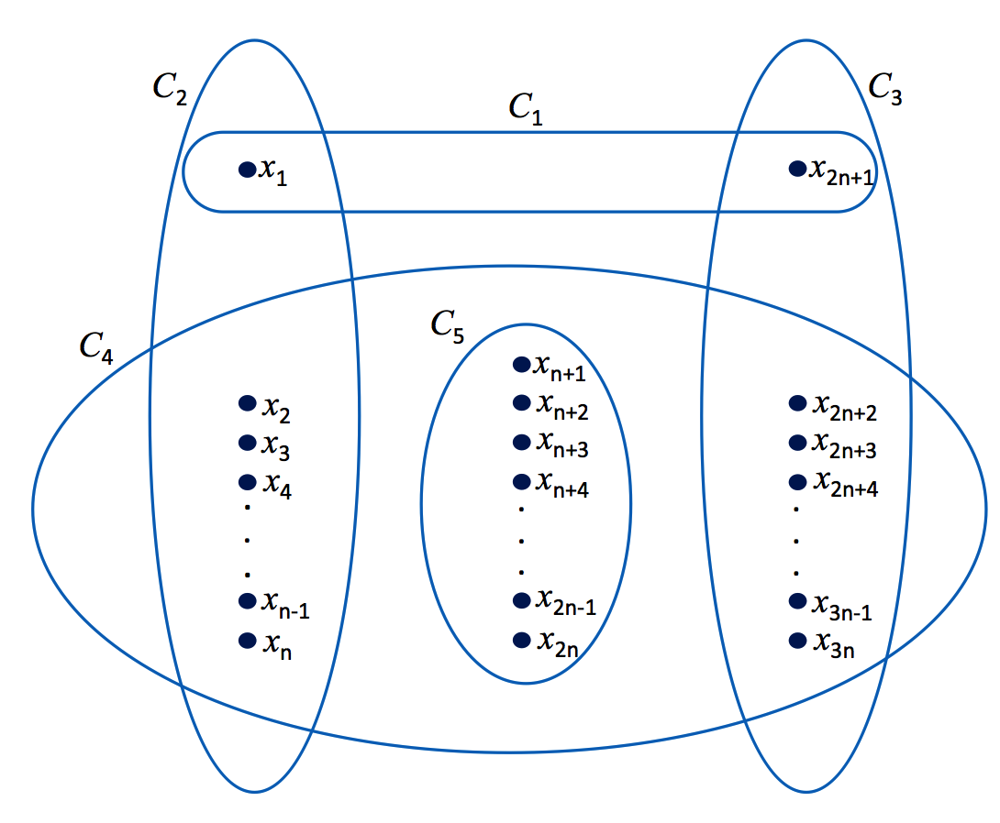 C₂
C₁
C₃
x₁
x₂ₙ₊₁
C₄
C₅
xₙ₊₁
x₂
xₙ₊₂
x₂ₙ₊₂
x₃
xₙ₊₃
x₂ₙ₊₃
x₄
xₙ₊₄
x₂ₙ₊₄
xₙ₋₁
x₂ₙ₋₁
x₃ₙ₋₁
xₙ
x₂ₙ
x₃ₙ